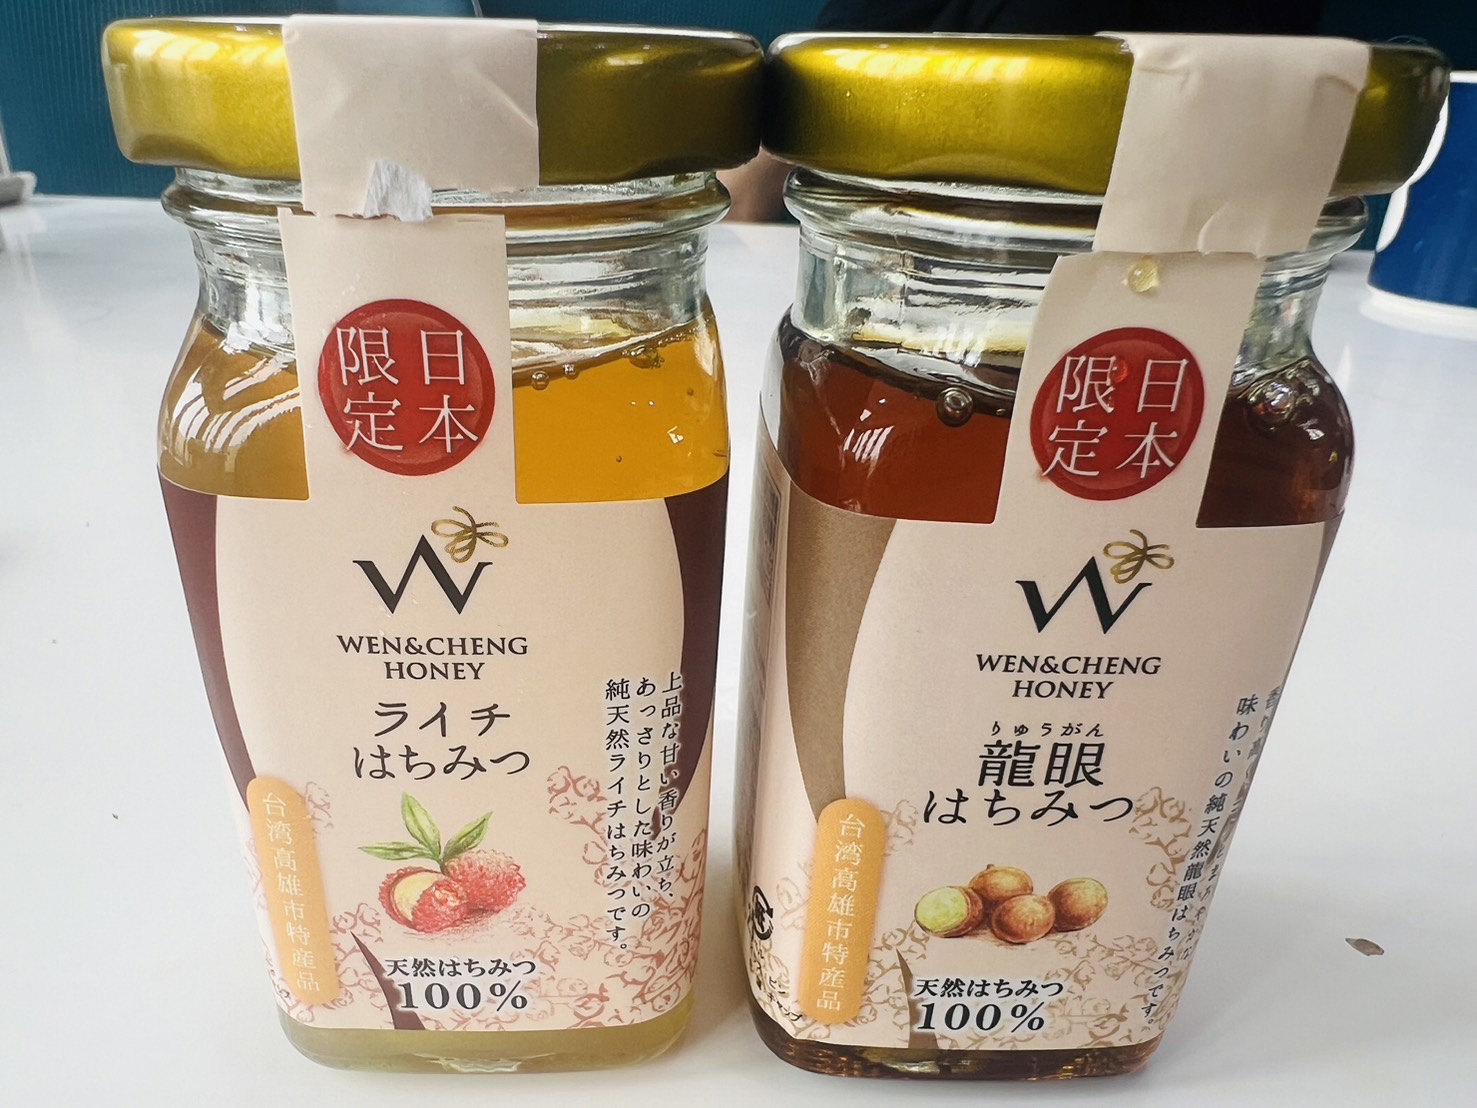 日本
限定
WEN&CHENG
HONEY
ライチ
はちみつ
上品な甘い香りが立ち、
あっさりとした味わいの
純天然ライチはちみつです。
台湾高雄市特産品
天然はちみつ
100%
日本
限定
WEN&CHENG
HONEY
りゅうがん
龍眼
はちみつ
味わいの純天然龍眼はちみつです。
台湾高雄市特産品
天然はちみつ
100%